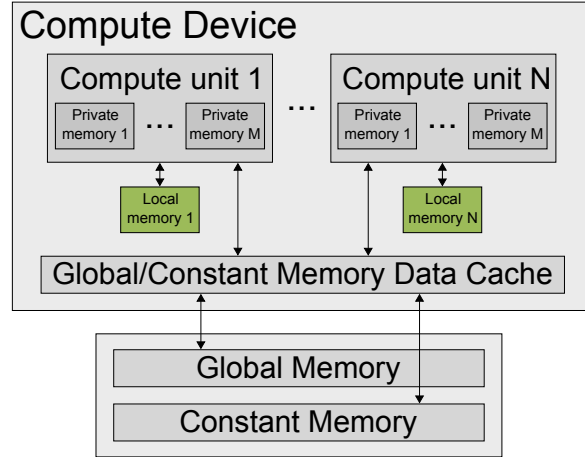 Compute Device
Compute unit 1
Private
memory 1
...
Private
memory M
Local
memory 1
...
Compute unit N
Private
memory 1
...
Private
memory M
Local
memory N
Global/Constant Memory Data Cache
Global Memory
Constant Memory